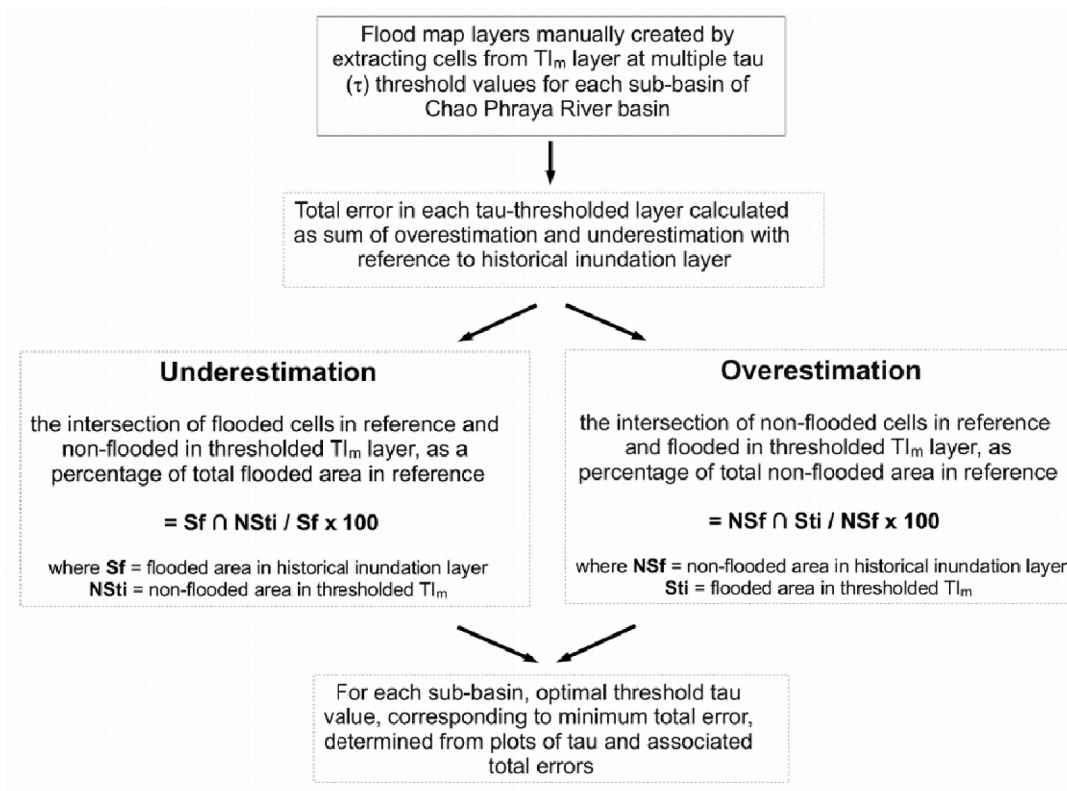 Flood map layers manually created by
extracting cells from TIₘ layer at multiple tau
(τ) threshold values for each sub-basin of
Chao Phraya River basin
Total error in each tau-thresholded layer calculated
as sum of overestimation and underestimation with
reference to historical inundation layer
Underestimation
the intersection of flooded cells in reference and
non-flooded in thresholded TIₘ layer, as a
percentage of total flooded area in reference
= Sf ∩ NSti / Sf x 100
where Sf = flooded area in historical inundation layer
NSti = non-flooded area in thresholded TIₘ
Overestimation
the intersection of non-flooded cells in reference
and flooded in thresholded TIₘ layer, as
percentage of total non-flooded area in reference
= NSf ∩ Sti / NSf x 100
where NSf = non-flooded area in historical inundation layer
Sti = flooded area in thresholded TIₘ
For each sub-basin, optimal threshold tau
value, corresponding to minimum total error,
determined from plots of tau and associated
total errors